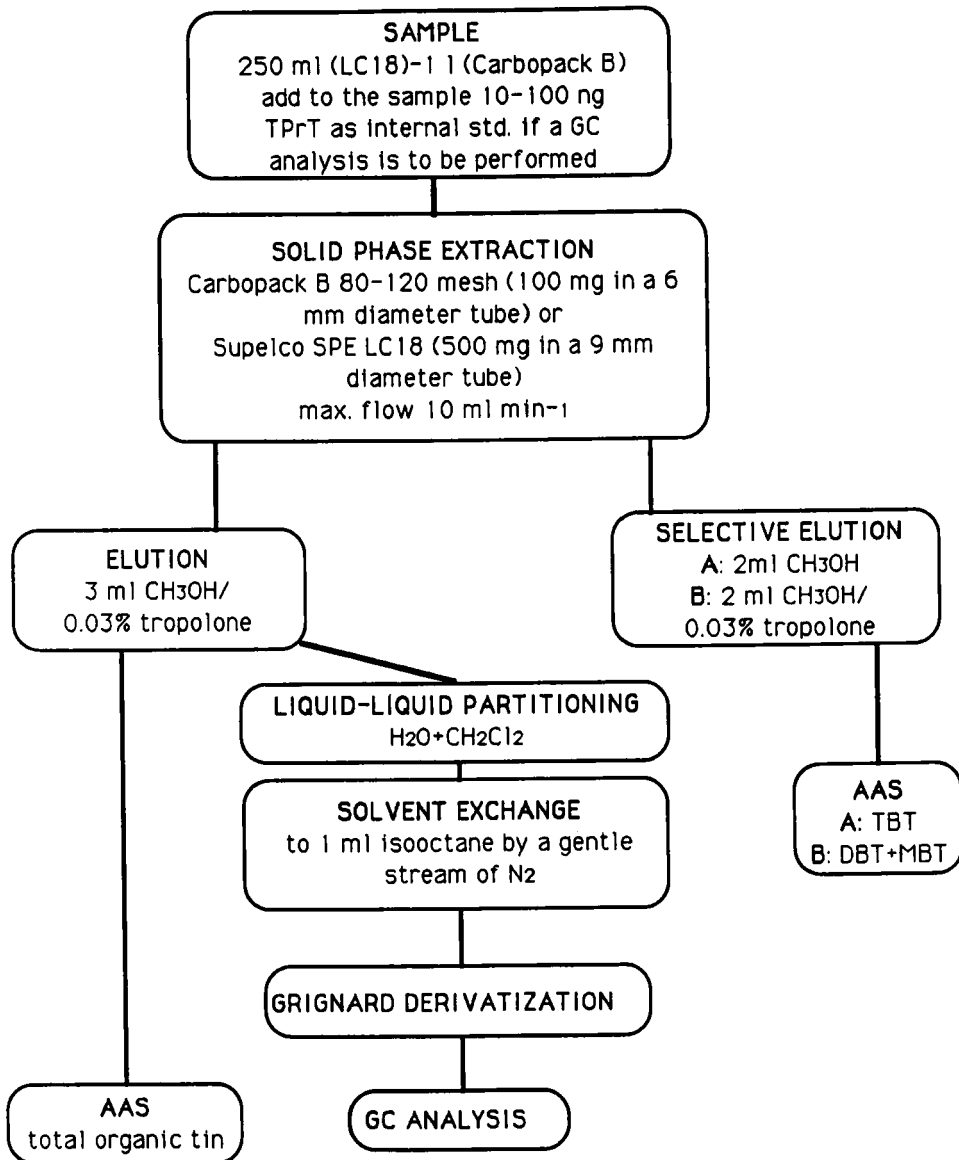 SAMPLE
250 ml (LC18)-1 l (Carbopack B)
add to the sample 10-100 ng
TPrT as internal std. if a GC
analysis is to be performed
SOLID PHASE EXTRACTION
Carbopack B 80-120 mesh (100 mg in a 6
mm diameter tube) or
Supelco SPE LC18 (500 mg in a 9 mm
diameter tube)
max. flow 10 ml min-1
ELUTION
3 ml CH3OH/
0.03% tropolone
SELECTIVE ELUTION
A: 2ml CH3OH
B: 2 ml CH3OH/
0.03% tropolone
LIQUID-LIQUID PARTITIONING
H2O+CH2Cl2
SOLVENT EXCHANGE
to 1 ml isooctane by a gentle
stream of N2
AAS
A: TBT
B: DBT+MBT
GRIGNARD DERIVATIZATION
AAS
total organic tin
GC ANALYSIS